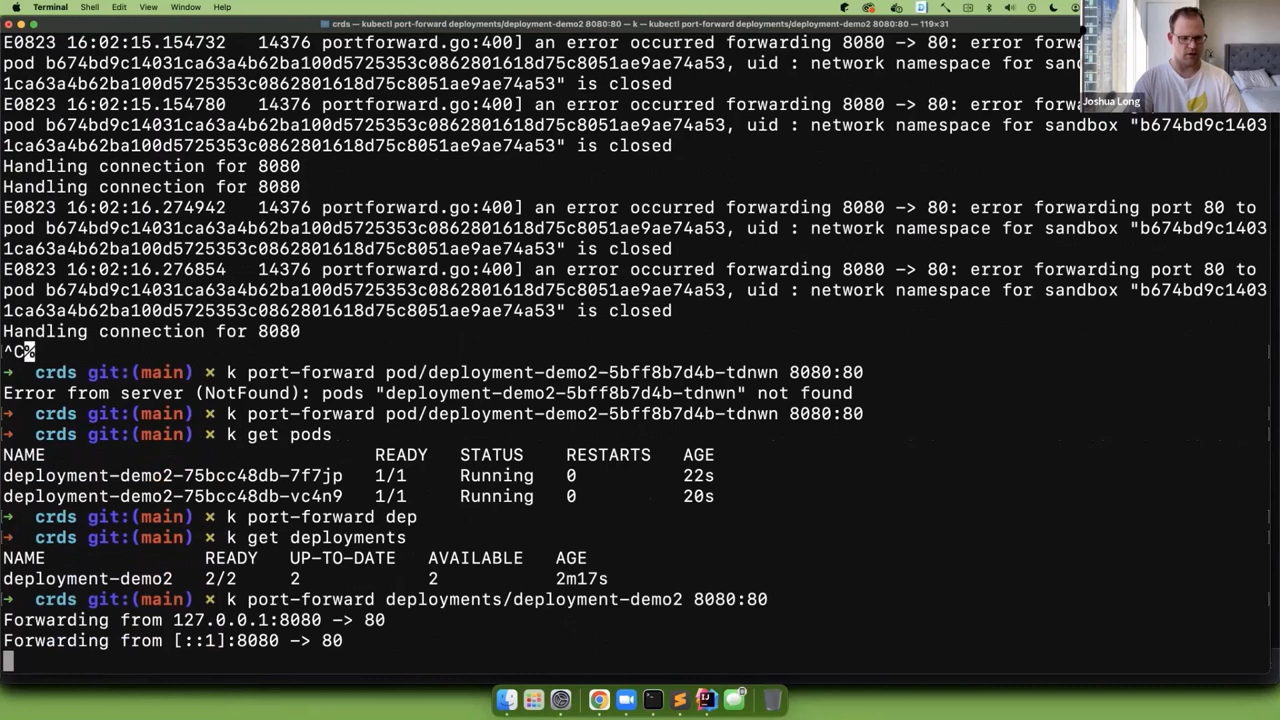 Terminal Shell Edit View Window Help
crds — kubectl port-forward deployments/deployment-demo2 8080:80 — k — kubectl port-forward deployments/deployment-demo2 8080:80 — 119×31
E0823 16:02:15.154732   14376 portforward.go:400] an error occurred forwarding 8080 -> 80: error forwa
pod b674bd9c14031ca63a4b62ba100d5725353c0862801618d75c8051ae9ae74a53, uid : network namespace for sand
1ca63a4b62ba100d5725353c0862801618d75c8051ae9ae74a53" is closed
E0823 16:02:15.154780   14376 portforward.go:400] an error occurred forwarding 8080 -> 80: error forwa
Joshua Long
pod b674bd9c14031ca63a4b62ba100d5725353c0862801618d75c8051ae9ae74a53, uid : network namespace for sandbox "b674bd9c1403
1ca63a4b62ba100d5725353c0862801618d75c8051ae9ae74a53" is closed
Handling connection for 8080
Handling connection for 8080
E0823 16:02:16.274942   14376 portforward.go:400] an error occurred forwarding 8080 -> 80: error forwarding port 80 to
pod b674bd9c14031ca63a4b62ba100d5725353c0862801618d75c8051ae9ae74a53, uid : network namespace for sandbox "b674bd9c1403
1ca63a4b62ba100d5725353c0862801618d75c8051ae9ae74a53" is closed
E0823 16:02:16.276854   14376 portforward.go:400] an error occurred forwarding 8080 -> 80: error forwarding port 80 to
pod b674bd9c14031ca63a4b62ba100d5725353c0862801618d75c8051ae9ae74a53, uid : network namespace for sandbox "b674bd9c1403
1ca63a4b62ba100d5725353c0862801618d75c8051ae9ae74a53" is closed
Handling connection for 8080
^C%
➜  crds git:(main) × k port-forward pod/deployment-demo2-5bff8b7d4b-tdnwn 8080:80
Error from server (NotFound): pods "deployment-demo2-5bff8b7d4b-tdnwn" not found
➜  crds git:(main) × k port-forward pod/deployment-demo2-5bff8b7d4b-tdnwn 8080:80
➜  crds git:(main) × k get pods
NAME                                READY   STATUS    RESTARTS   AGE
deployment-demo2-75bcc48db-7f7jp   1/1     Running   0          22s
deployment-demo2-75bcc48db-vc4n9   1/1     Running   0          20s
➜  crds git:(main) × k port-forward dep
➜  crds git:(main) × k get deployments
NAME               READY   UP-TO-DATE   AVAILABLE   AGE
deployment-demo2   2/2     2            2           2m17s
➜  crds git:(main) × k port-forward deployments/deployment-demo2 8080:80
Forwarding from 127.0.0.1:8080 -> 80
Forwarding from [::1]:8080 -> 80